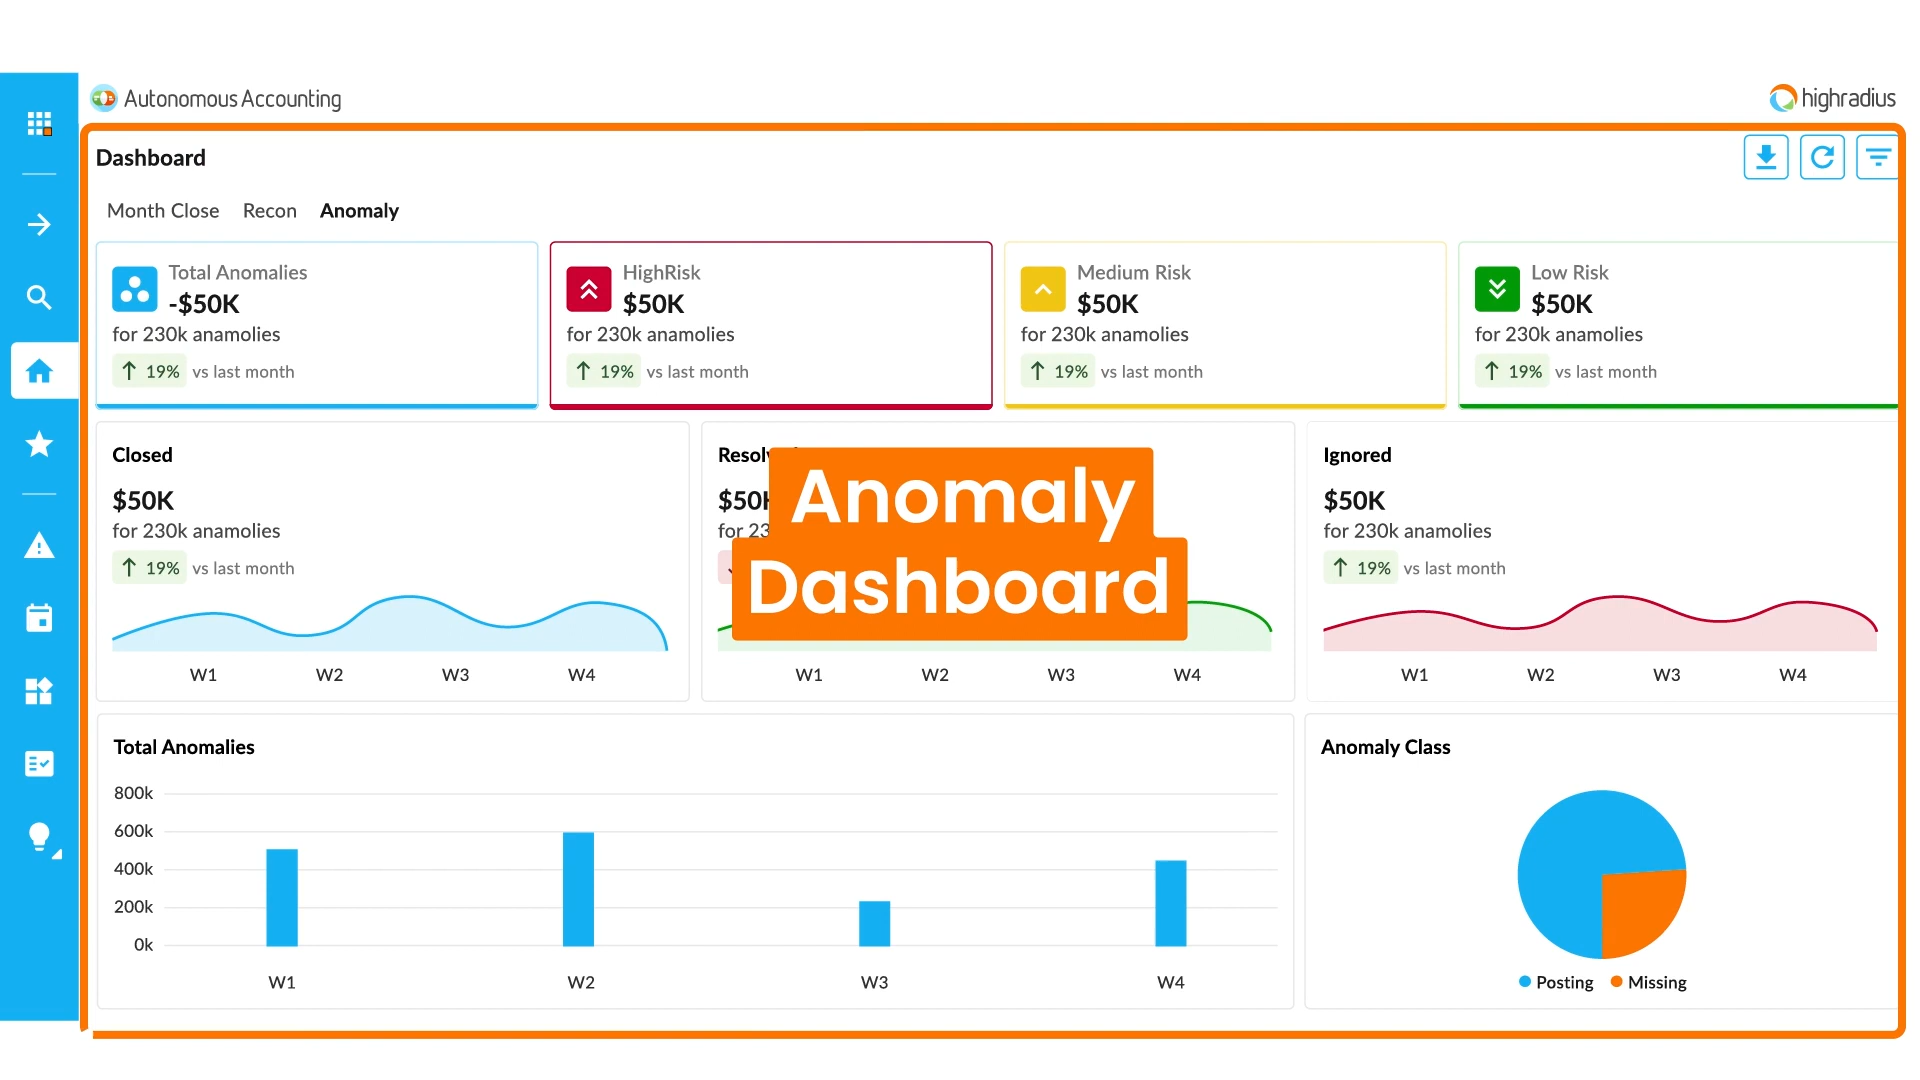 Autonomous Accounting
highradius
Dashboard
Month Close Recon Anomaly
Total Anomalies
-$50K
for 230k anamolies
↑ 19% vs last month
HighRisk
$50K
for 230k anamolies
↑ 19% vs last month
Medium Risk
$50K
for 230k anamolies
↑ 19% vs last month
Low Risk
$50K
for 230k anamolies
↑ 19% vs last month
Closed
$50K
for 230k anamolies
↑ 19% vs last month
W1 W2 W3 W4
$50K
for 23
W1 W2 W3 W4
Anomaly
Dashboard
Ignored
$50K
for 230k anamolies
↑ 19% vs last month
W1 W2 W3 W4
Total Anomalies
800k
600k
400k
200k
0k
W1 W2 W3 W4
Anomaly Class
Posting Missing